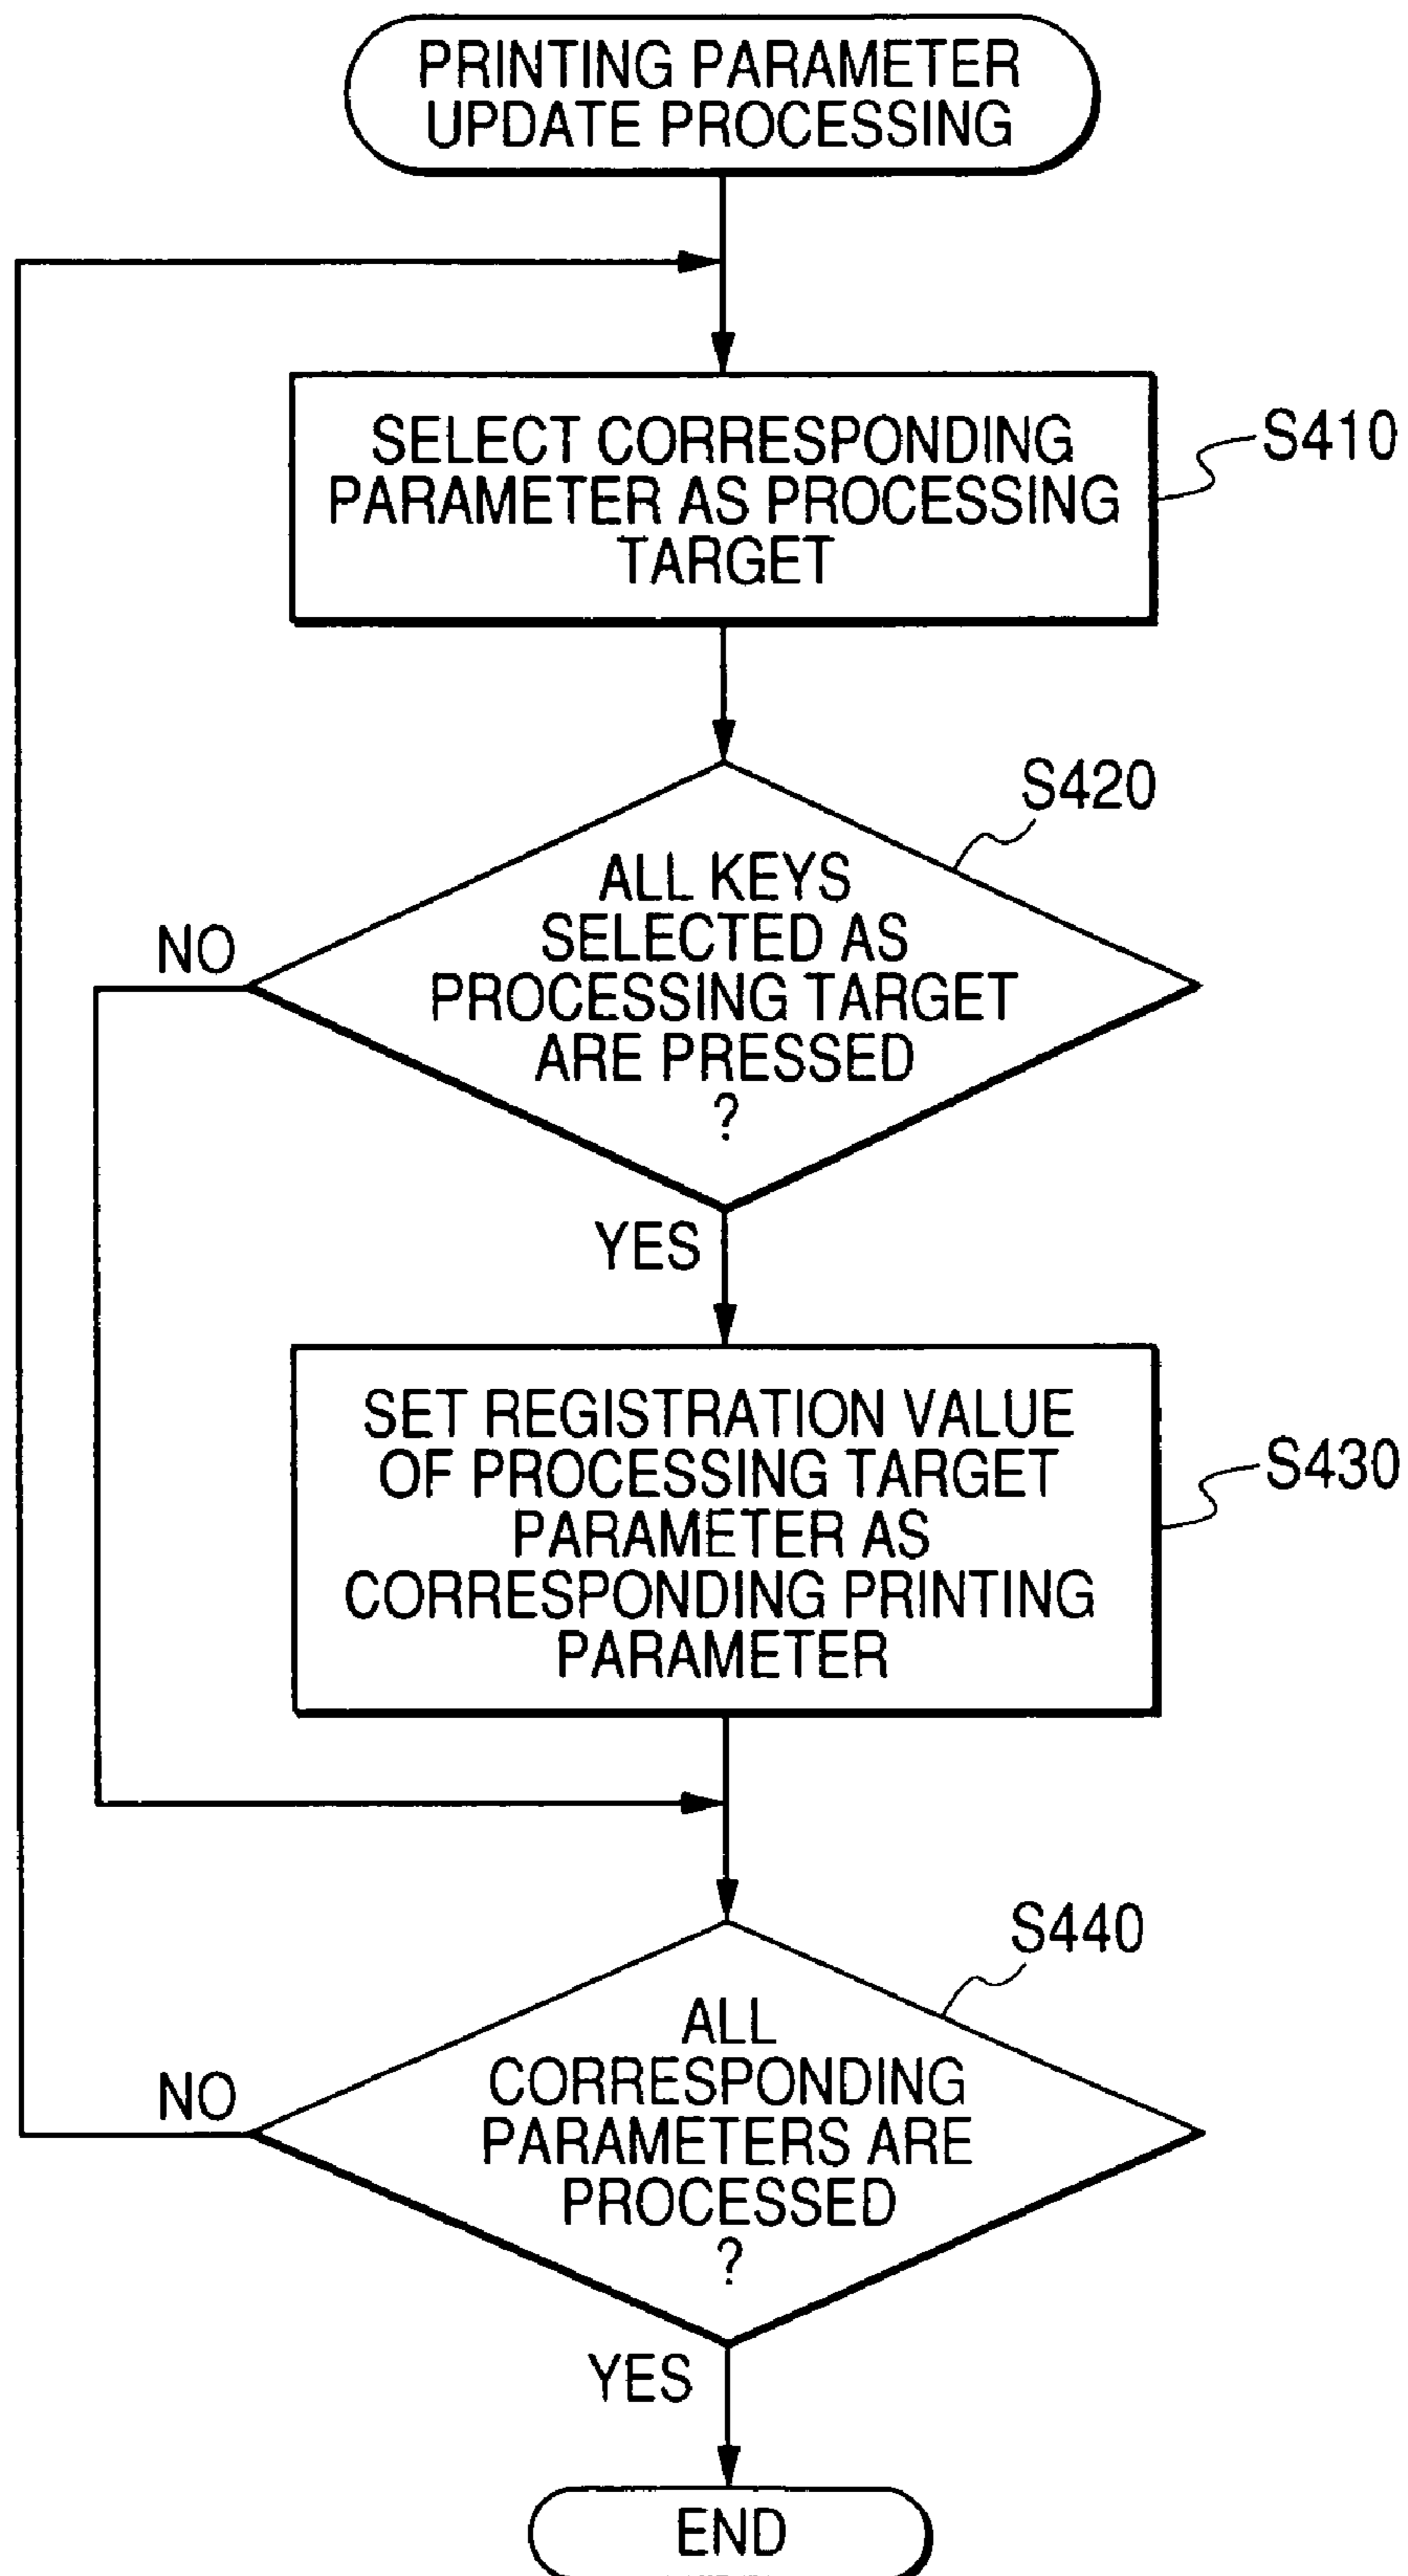 PRINTING PARAMETER
UPDATE PROCESSING
SELECT CORRESPONDING
PARAMETER AS PROCESSING
TARGET
S410
S420
ALL KEYS
SELECTED AS
PROCESSING TARGET
ARE PRESSED
?
NO
YES
SET REGISTRATION VALUE
OF PROCESSING TARGET
PARAMETER AS
CORRESPONDING PRINTING
PARAMETER
S430
S440
ALL
CORRESPONDING
PARAMETERS ARE
PROCESSED
?
NO
YES
END